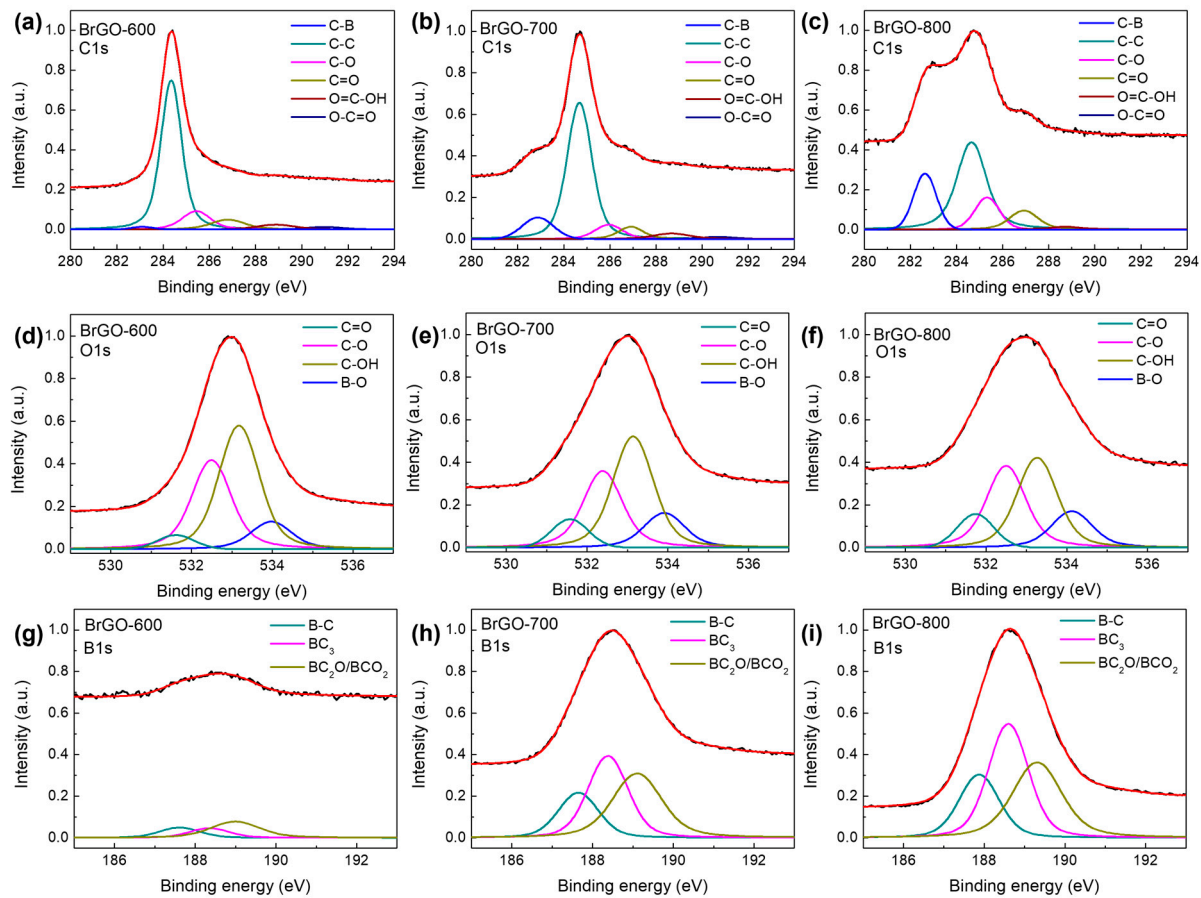 (a) BrGO-600
C1s
C-B
C-C
C-O
C=O
O=C-OH
O-C=O
Intensity (a.u.)
1.0
0.8
0.6
0.4
0.2
0.0
280 282 284 286 288 290 292 294
Binding energy (eV)
(b) BrGO-700
C1s
C-B
C-C
C-O
C=O
O=C-OH
O-C=O
Intensity (a.u.)
1.0
0.8
0.6
0.4
0.2
0.0
280 282 284 286 288 290 292 294
Binding energy (eV)
(c) BrGO-800
C1s
C-B
C-C
C-O
C=O
O=C-OH
O-C=O
Intensity (a.u.)
1.0
0.8
0.6
0.4
0.2
0.0
280 282 284 286 288 290 292 294
Binding energy (eV)
(d) BrGO-600
O1s
C=O
C-O
C-OH
B-O
Intensity (a.u.)
1.0
0.8
0.6
0.4
0.2
0.0
530 532 534 536
Binding energy (eV)
(e) BrGO-700
O1s
C=O
C-O
C-OH
B-O
Intensity (a.u.)
1.0
0.8
0.6
0.4
0.2
0.0
530 532 534 536
Binding energy (eV)
(f) BrGO-800
O1s
C=O
C-O
C-OH
B-O
Intensity (a.u.)
1.0
0.8
0.6
0.4
0.2
0.0
530 532 534 536
Binding energy (eV)
(g) BrGO-600
B1s
B-C
BC3
BC2O/BCO2
Intensity (a.u.)
1.0
0.8
0.6
0.4
0.2
0.0
186 188 190 192
Binding energy (eV)
(h) BrGO-700
B1s
B-C
BC3
BC2O/BCO2
Intensity (a.u.)
1.0
0.8
0.6
0.4
0.2
0.0
186 188 190 192
Binding energy (eV)
(i) BrGO-800
B1s
B-C
BC3
BC2O/BCO2
Intensity (a.u.)
1.0
0.8
0.6
0.4
0.2
0.0
186 188 190 192
Binding energy (eV)